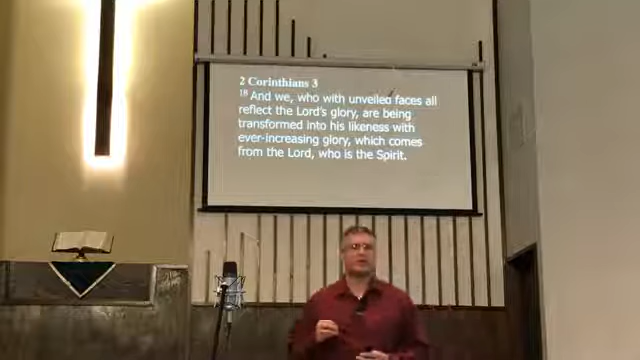 2 Corinthians 3
18 And we, who with unveiled faces all
reflect the Lord's glory, are being
transformed into his likeness with
ever-increasing glory, which comes
from the Lord, who is the Spirit.